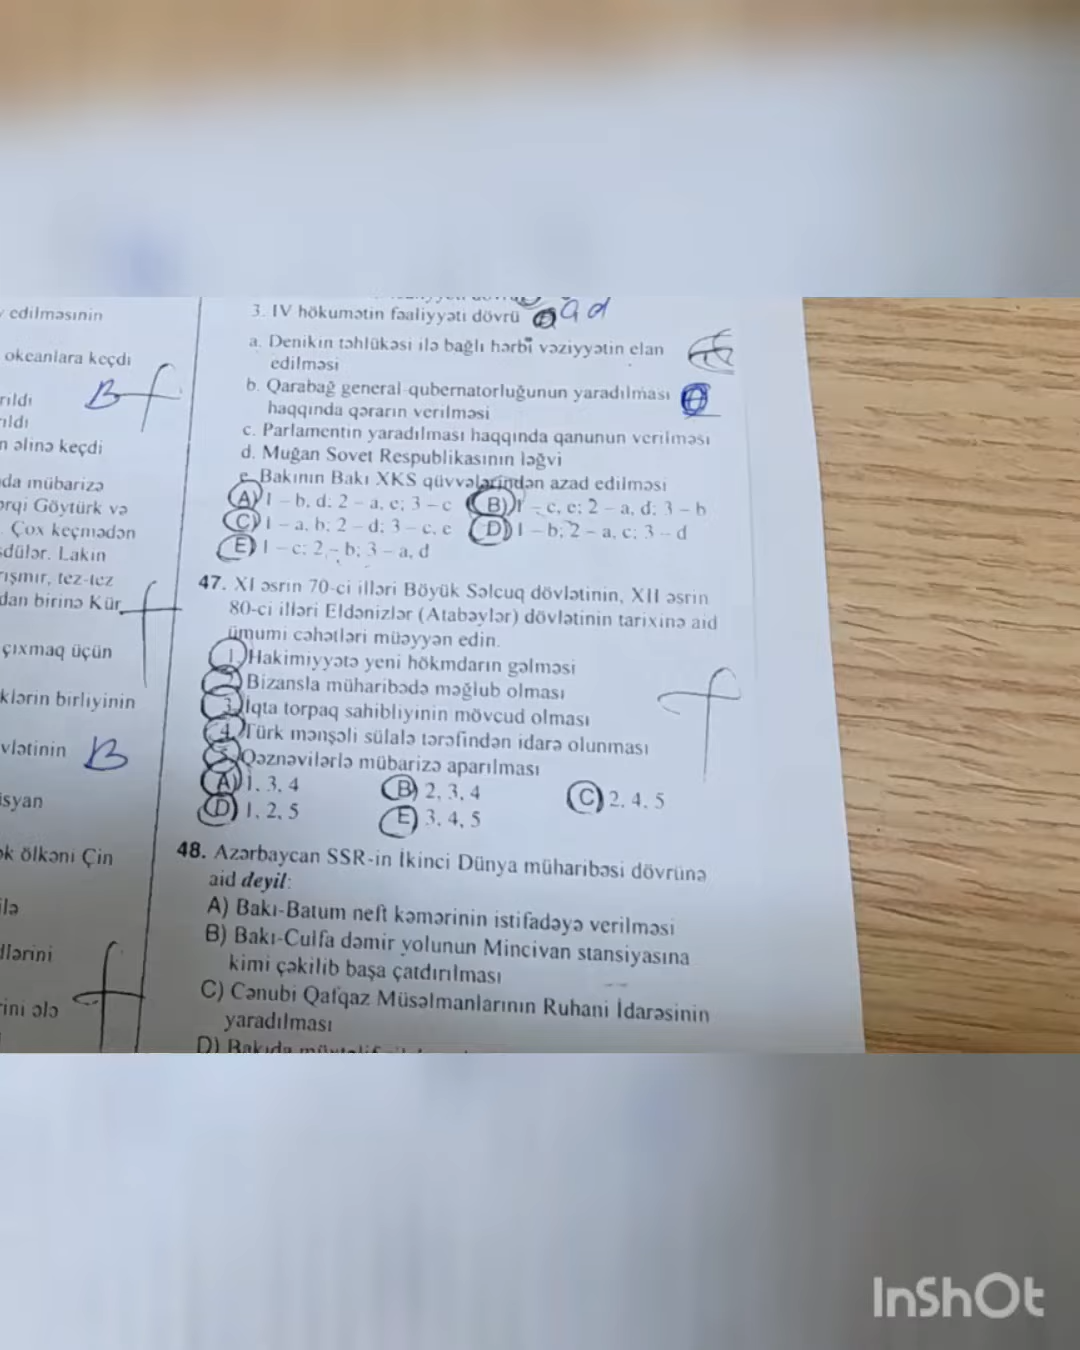 edilməsinin
okeanlara keçdi
B
rıldı
ıldı
n əlinə keçdi
da mübarizə
ərqi Göytürk və
. Çox keçmədən
sdülər. Lakin
rışmır, tez-tez
dan birinə Kür
çıxmaq üçün
klərin birliyinin
vlətinin B
isyan
ək ölkəni Çin
ilə
llərini
rini ələ
3. IV hökumətin fəaliyyəti dövrü a d
a. Denikin təhlükəsi ilə bağlı hərbi vəziyyətin elan
edilməsi
b. Qarabağ general-qubernatorluğunun yaradılması
haqqında qərarın verilməsi
c. Parlamentin yaradılması haqqında qanunun verilməsi
d. Muğan Sovet Respublikasının ləğvi
e. Bakının Bakı XKS qüvvələrindən azad edilməsi
A) 1 – b, d; 2 – a, e; 3 – c B) 1 – c, e; 2 – a, d; 3 – b
C) 1 – a, b; 2 – d; 3 – c, e D) 1 – b; 2 – a, c; 3 – d
E) 1 – c; 2 – b; 3 – a, d
47. XI əsrin 70-ci illəri Böyük Səlcuq dövlətinin, XII əsrin
80-ci illəri Eldənizlər (Atabəylər) dövlətinin tarixinə aid
ümumi cəhətləri müəyyən edin.
1. Hakimiyyətə yeni hökmdarın gəlməsi
2. Bizansla müharibədə məğlub olması
3. İqta torpaq sahibliyinin mövcud olması
4. Türk mənşəli sülalə tərəfindən idarə olunması
5. Qəznəvilərlə mübarizə aparılması
A) 1, 3, 4 B) 2, 3, 4 C) 2, 4, 5
D) 1, 2, 5 E) 3, 4, 5
48. Azərbaycan SSR-in İkinci Dünya müharibəsi dövrünə
aid deyil:
A) Bakı-Batum neft kəmərinin istifadəyə verilməsi
B) Bakı-Culfa dəmir yolunun Mincivan stansiyasına
kimi çəkilib başa çatdırılması
C) Cənubi Qafqaz Müsəlmanlarının Ruhani İdarəsinin
yaradılması
D) Bakıda
InShOt